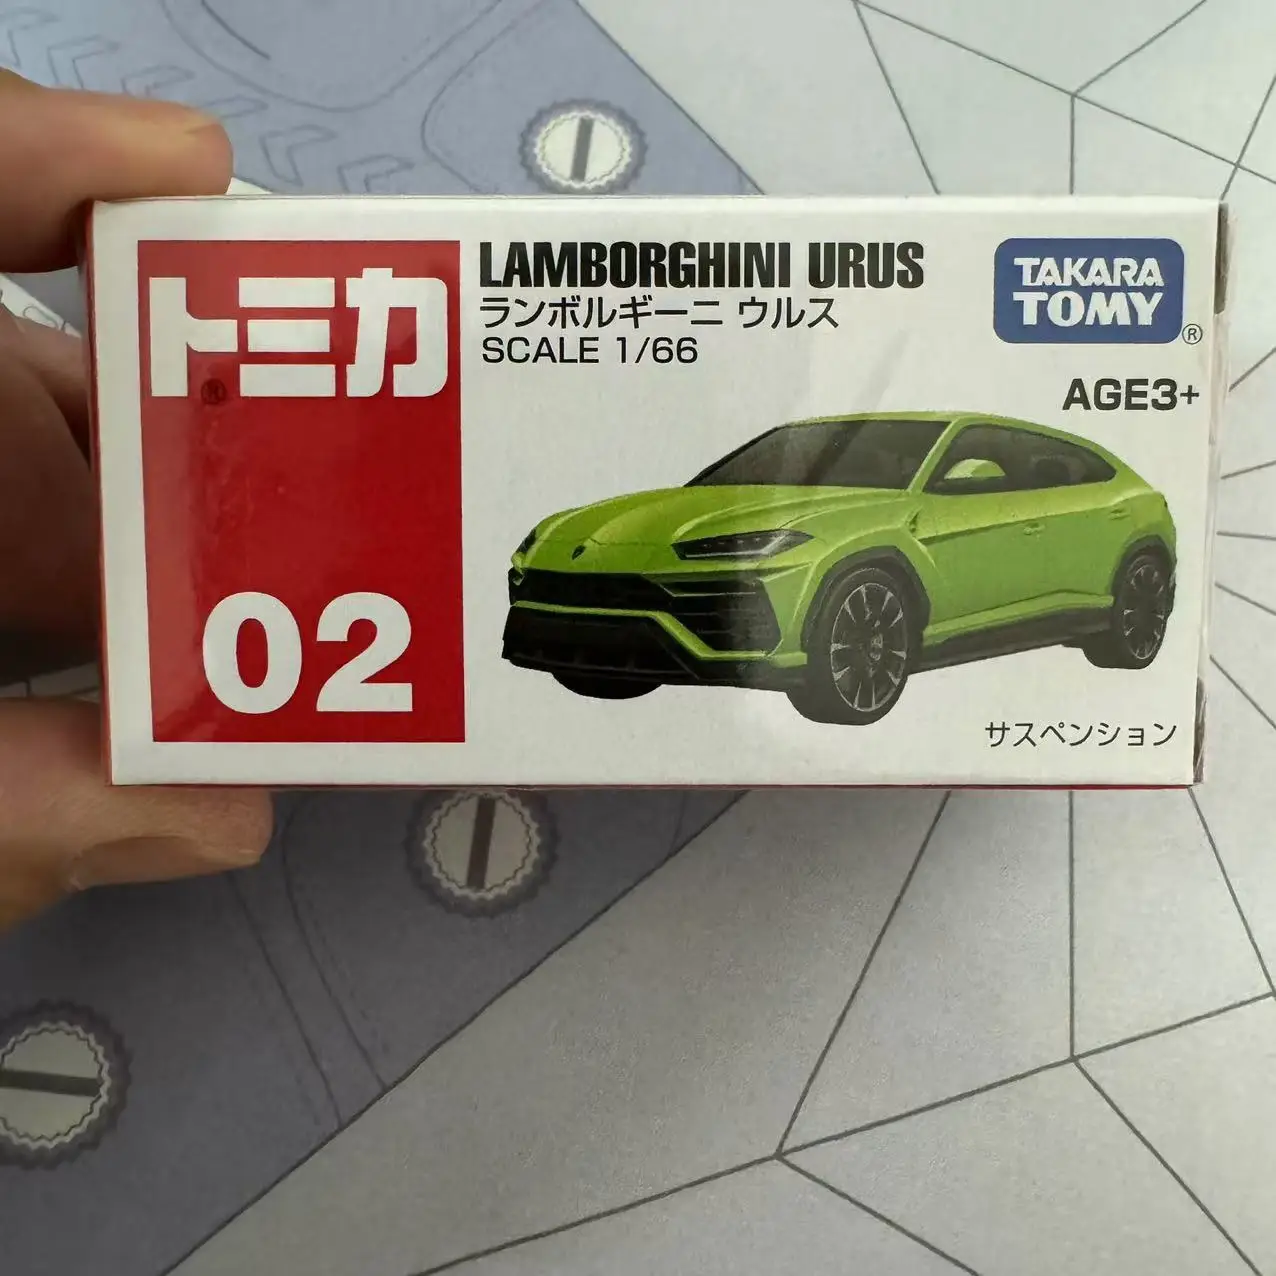 トミカ
®
02
LAMBORGHINI URUS
ランボルギーニ ウルス
SCALE 1/66
TAKARA
TOMY
®
AGE3+
サスペンション